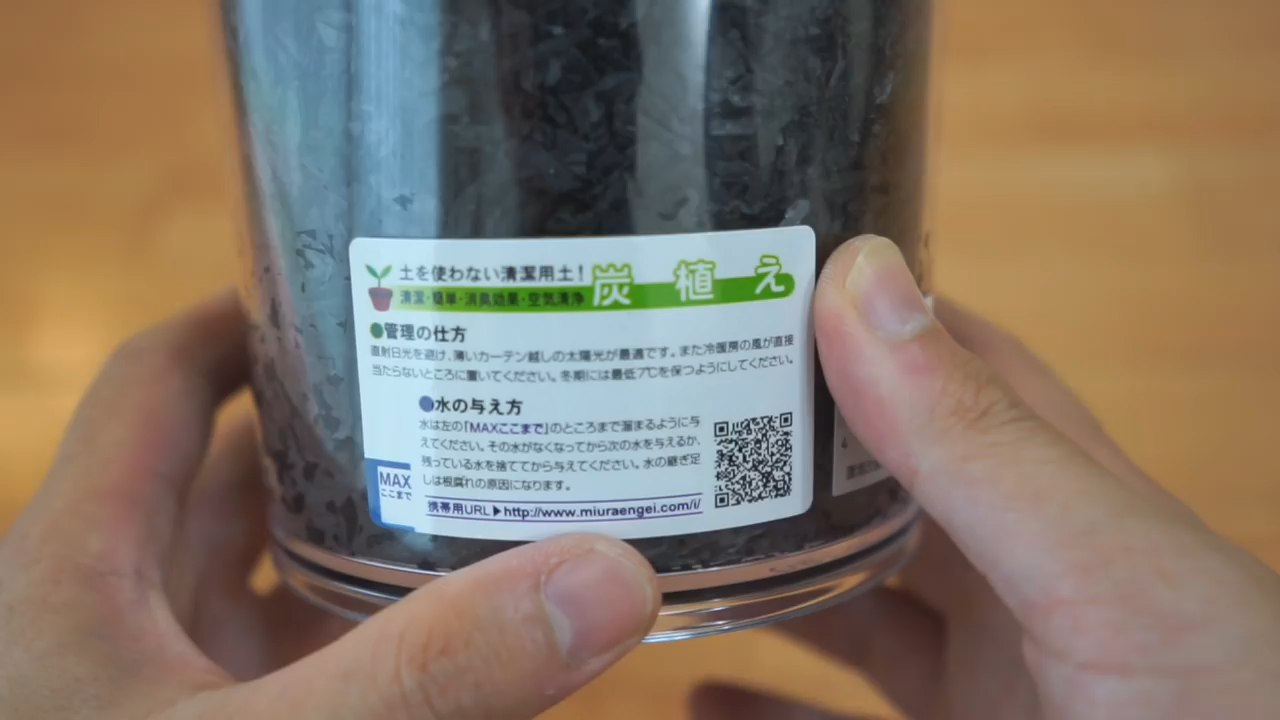 土を使わない清潔用土！
清潔・簡単・消臭効果・空気清浄
炭植え
●管理の仕方
直射日光を避け、薄いカーテン越しの太陽光が最適です。また冷暖房の風が直接
当たらないところに置いてください。冬期には最低7℃を保つようにしてください。
●水の与え方
水は左の「MAXここまで」のところまで溜まるように与
えてください。その水がなくなってから次の水を与えるか、
残っている水を捨ててから与えてください。水の継ぎ足
しは根腐れの原因になります。
MAX
ここまで
携帯用URL▶http://www.miuraengei.com/i/